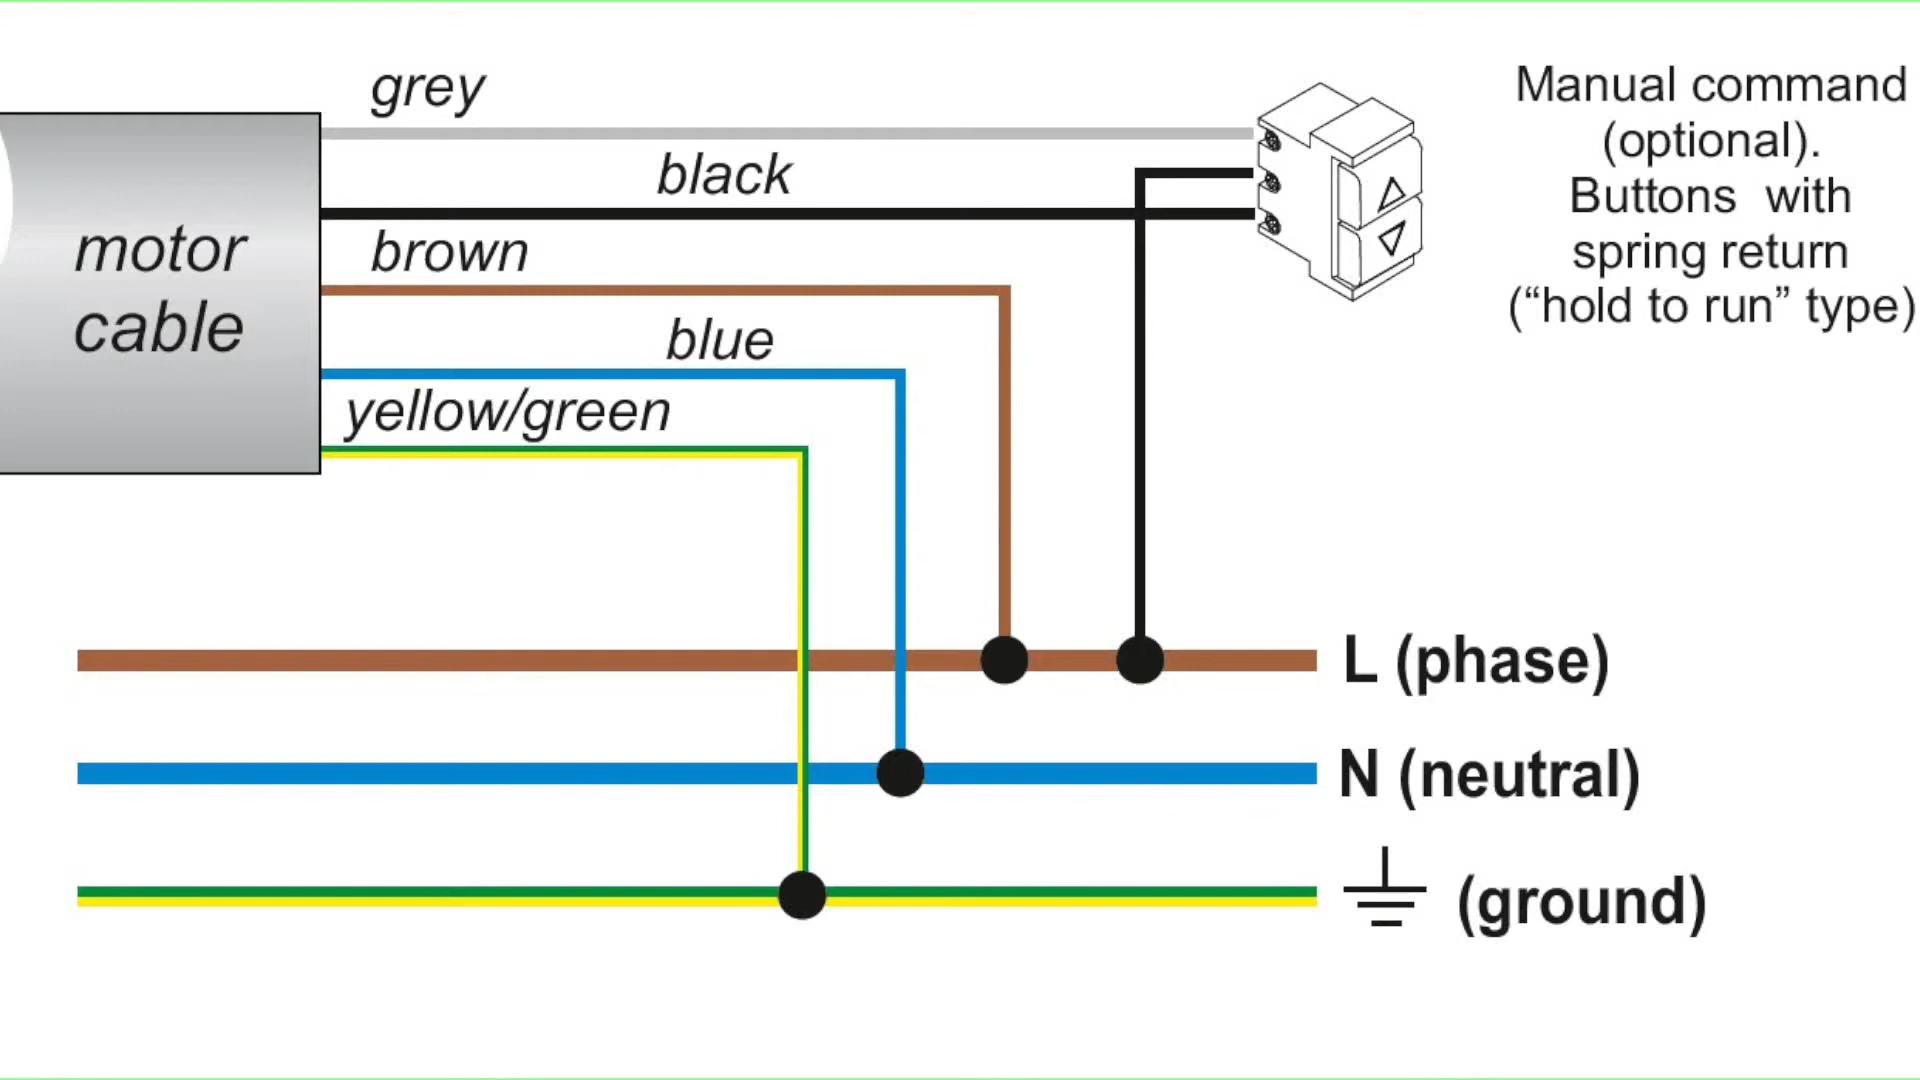 grey
black
brown
motor
cable
blue
yellow/green
Manual command
(optional).
Buttons with
spring return
(“hold to run” type)
L (phase)
N (neutral)
(ground)